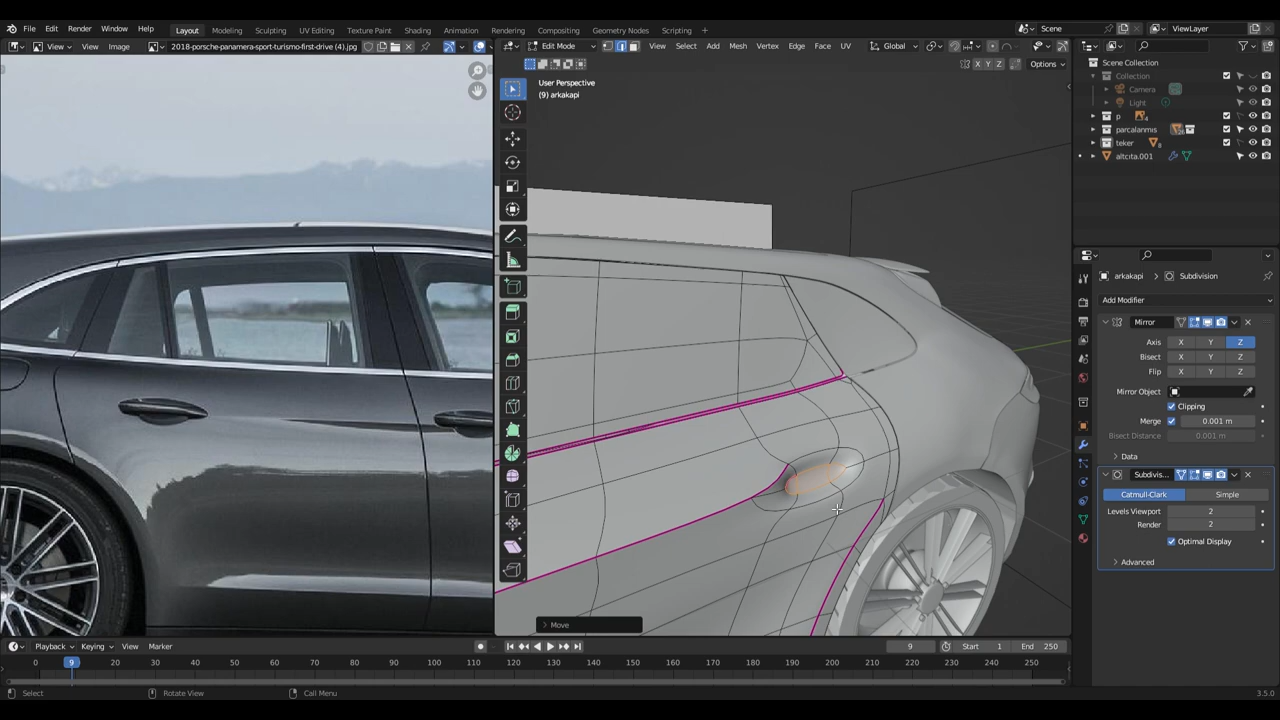 File Edit Render Window Help Layout Modeling Sculpting UV Editing Texture Paint Shading Animation Rendering Compositing Geometry Nodes Scripting + Scene ViewLayer
View View Image 2018-porsche-panamera-sport-turismo-first-drive (4).jpg
Edit Mode View Select Add Mesh Vertex Edge Face UV Global
X Y Z Options
User Perspective
(9) arkakapi
Scene Collection
Collection
Camera
Light
p
parcalanmis
teker
altcıta.001
arkakapi > Subdivision
Add Modifier
Mirror
Axis X Y Z
Bisect X Y Z
Flip X Y Z
Mirror Object
Clipping
Merge 0.001 m
Bisect Distance 0.001 m
Data
Subdivis...
Catmull-Clark Simple
Levels Viewport 2
Render 2
Optimal Display
Advanced
Move
Playback Keying View Marker 9 Start 1 End 250
0 9 20 30 40 50 60 70 80 90 100 110 120 130 140 150 160 170 180 190 200 210 220 230 240 250
Select Rotate View Call Menu 3.5.0